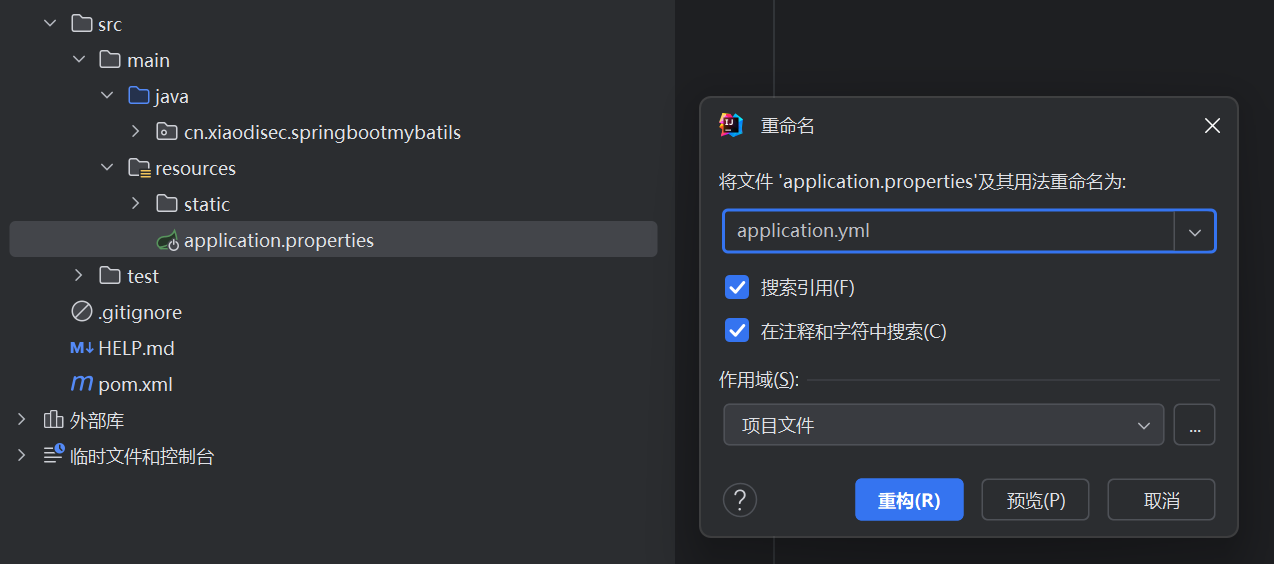 src
main
java
cn.xiaodisec.springbootmybatils
resources
static
application.properties
test
.gitignore
M↓ HELP.md
m pom.xml
外部库
临时文件和控制台
IJ
重命名
将文件 'application.properties'及其用法重命名为:
application.yml
搜索引用(F)
在注释和字符中搜索(C)
作用域(S):
项目文件
...
?
重构(R)
预览(P)
取消